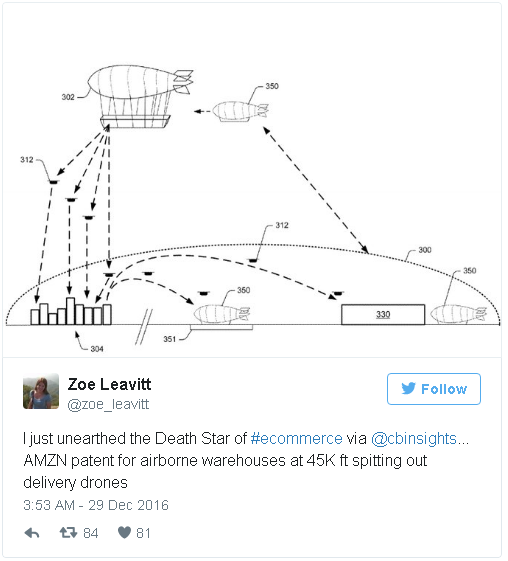 302
350
312
312
300
350
350
330
351
304
Zoe Leavitt
@zoe_leavitt
Follow
I just unearthed the Death Star of #ecommerce via @cbinsights...
AMZN patent for airborne warehouses at 45K ft spitting out
delivery drones
3:53 AM - 29 Dec 2016
84
81